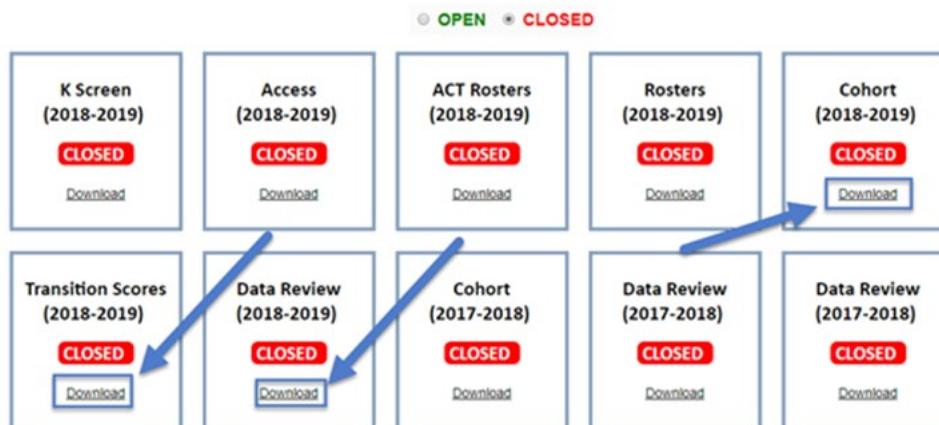 OPEN CLOSED
K Screen
(2018-2019)
CLOSED
Download
Access
(2018-2019)
CLOSED
Download
ACT Rosters
(2018-2019)
CLOSED
Download
Rosters
(2018-2019)
CLOSED
Download
Cohort
(2018-2019)
CLOSED
Download
Transition Scores
(2018-2019)
CLOSED
Download
Data Review
(2018-2019)
CLOSED
Download
Cohort
(2017-2018)
CLOSED
Download
Data Review
(2017-2018)
CLOSED
Download
Data Review
(2017-2018)
CLOSED
Download